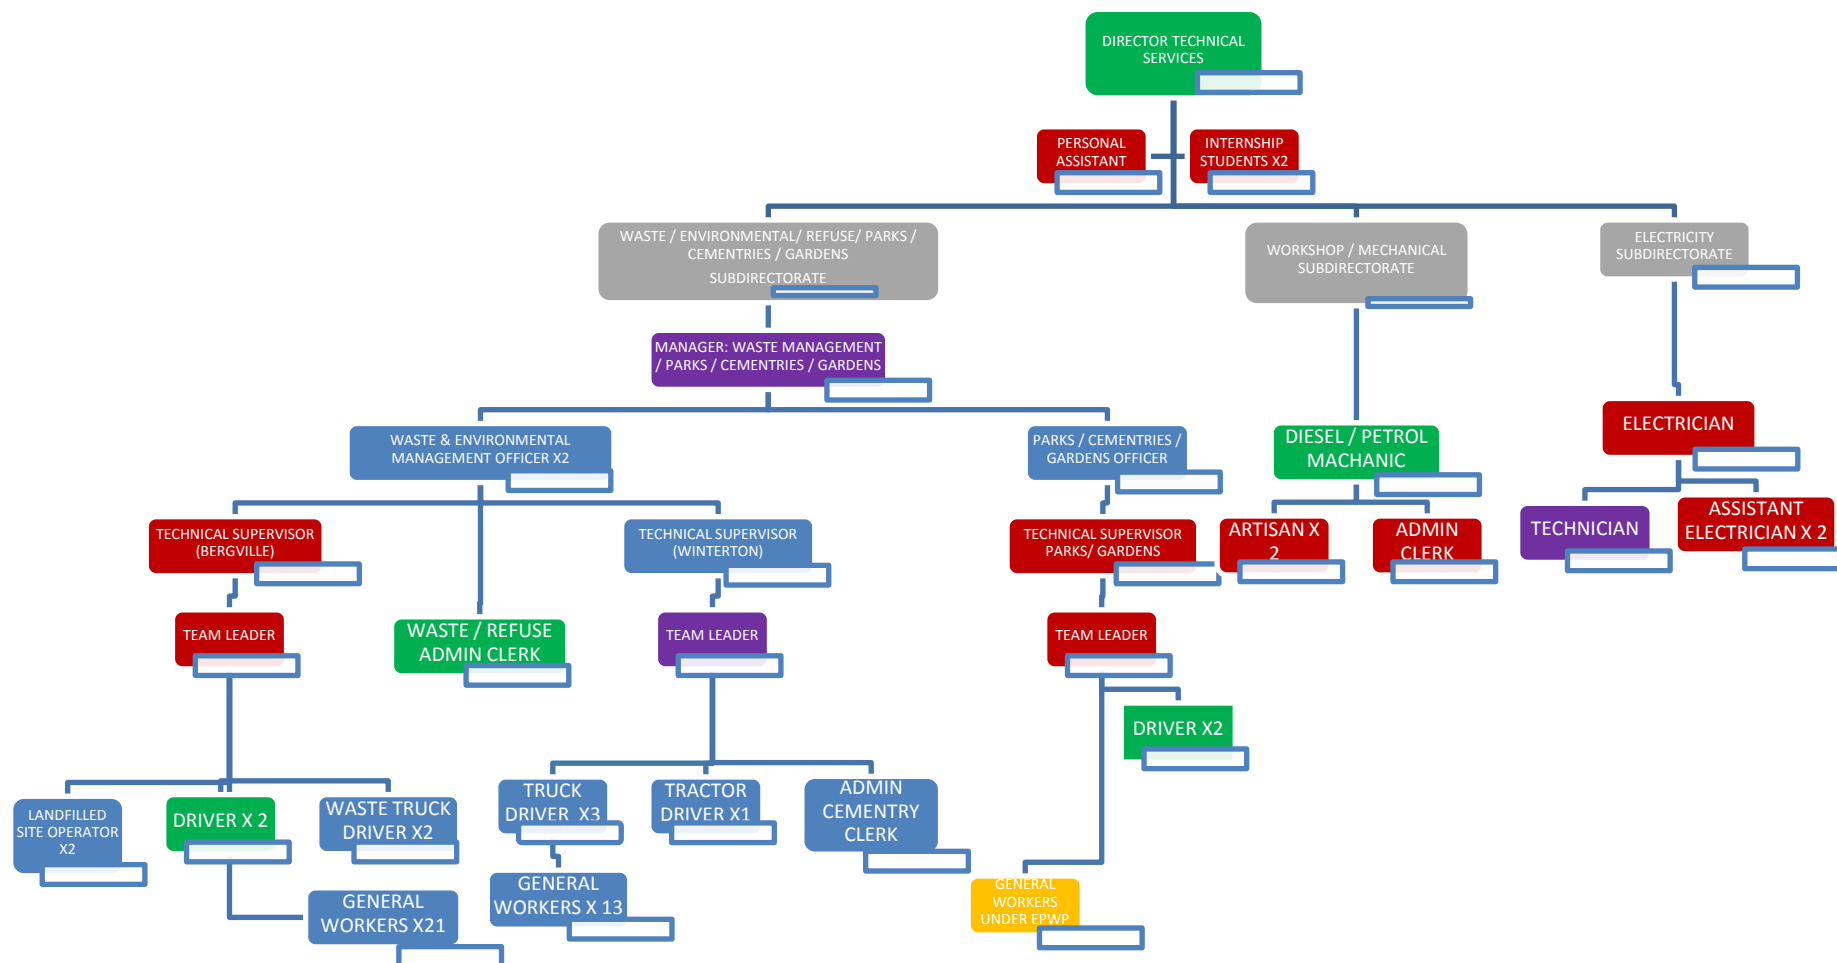 DIRECTOR TECHNICAL
SERVICES
PERSONAL
ASSISTANT
INTERNSHIP
STUDENTS X2
WASTE / ENVIRONMENTAL/ REFUSE/ PARKS /
CEMENTRIES / GARDENS
SUBDIRECTORATE
WORKSHOP / MECHANICAL
SUBDIRECTORATE
ELECTRICITY
SUBDIRECTORATE
MANAGER: WASTE MANAGEMENT
/ PARKS / CEMENTRIES / GARDENS
WASTE & ENVIRONMENTAL
MANAGEMENT OFFICER X2
PARKS / CEMENTRIES /
GARDENS OFFICER
DIESEL / PETROL
MACHANIC
ELECTRICIAN
TECHNICAL SUPERVISOR
(BERGVILLE)
TECHNICAL SUPERVISOR
(WINTERTON)
TECHNICAL SUPERVISOR
PARKS/ GARDENS
ARTISAN X
2
ADMIN
CLERK
TECHNICIAN
ASSISTANT
ELECTRICIAN X 2
TEAM LEADER
WASTE / REFUSE
ADMIN CLERK
TEAM LEADER
TEAM LEADER
DRIVER X2
LANDFILLED
SITE OPERATOR
X2
DRIVER X 2
WASTE TRUCK
DRIVER X2
TRUCK
DRIVER  X3
TRACTOR
DRIVER X1
ADMIN
CEMENTRY
CLERK
GENERAL
WORKERS X21
GENERAL
WORKERS X 13
GENERAL
WORKERS
UNDER EPWP